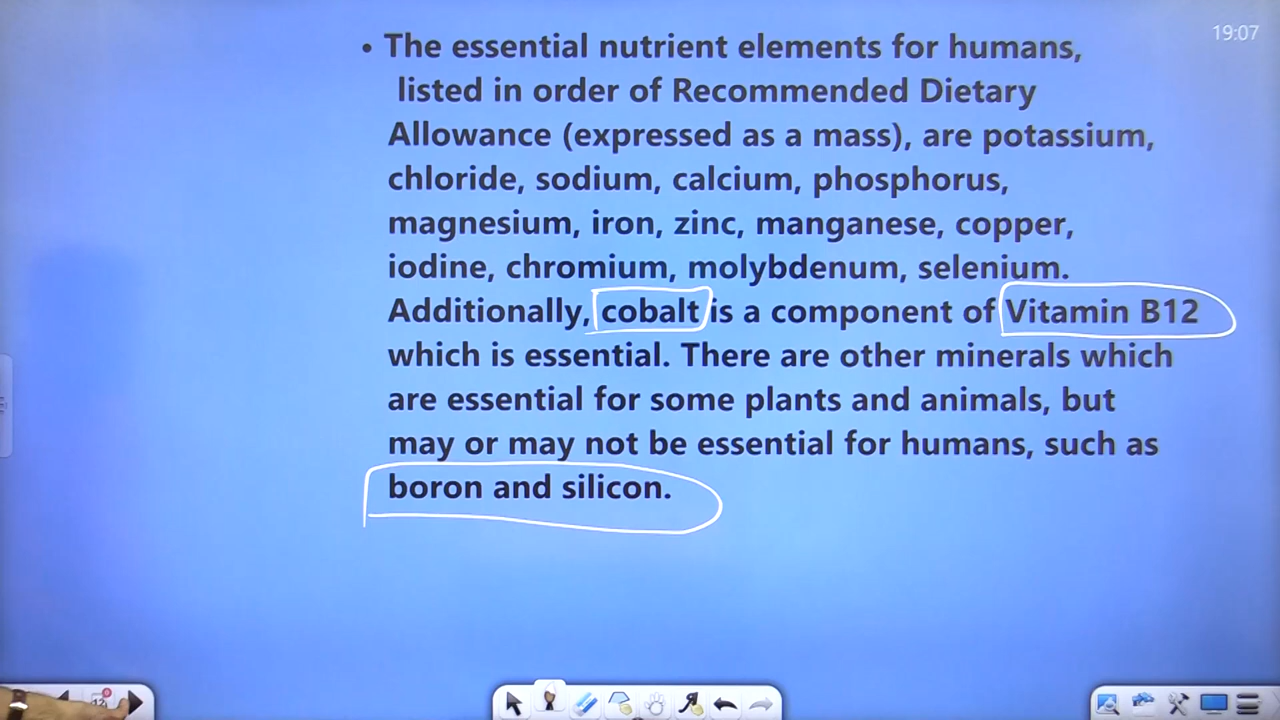 19:07
• The essential nutrient elements for humans,
listed in order of Recommended Dietary
Allowance (expressed as a mass), are potassium,
chloride, sodium, calcium, phosphorus,
magnesium, iron, zinc, manganese, copper,
iodine, chromium, molybdenum, selenium.
Additionally, cobalt is a component of Vitamin B12
which is essential. There are other minerals which
are essential for some plants and animals, but
may or may not be essential for humans, such as
boron and silicon.